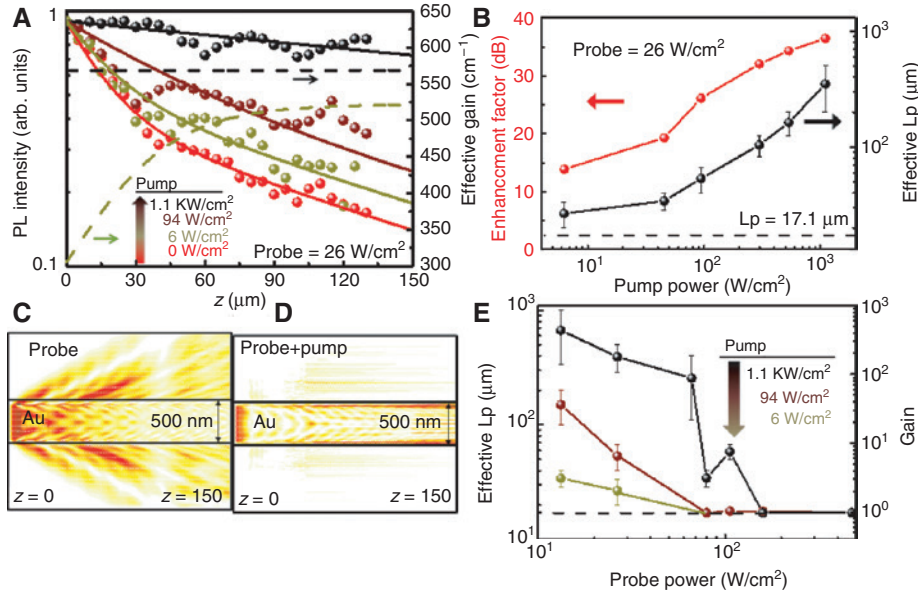 A
PL intensity (arb. units)
1
0.1
0 30 60 90 120 150
z (μm)
650
600
550
500
450
400
350
300
Effective gain (cm⁻¹)
Pump
1.1 KW/cm²
94 W/cm²
6 W/cm²
0 W/cm²
Probe = 26 W/cm²
B
Enhanccment factor (dB)
40
30
20
10
0
10¹ 10² 10³
Pump power (W/cm²)
10³
10²
Effective Lp (μm)
Probe = 26 W/cm²
Lp = 17.1 μm
C
Probe
Au
500 nm
z = 0
z = 150
D
Probe+pump
Au
500 nm
z = 0
z = 150
E
Effective Lp (μm)
10³
10²
10¹
10¹ 10²
Probe power (W/cm²)
10³
10²
10¹
10⁰
10³
Gain
Pump
1.1 KW/cm²
94 W/cm²
6 W/cm²